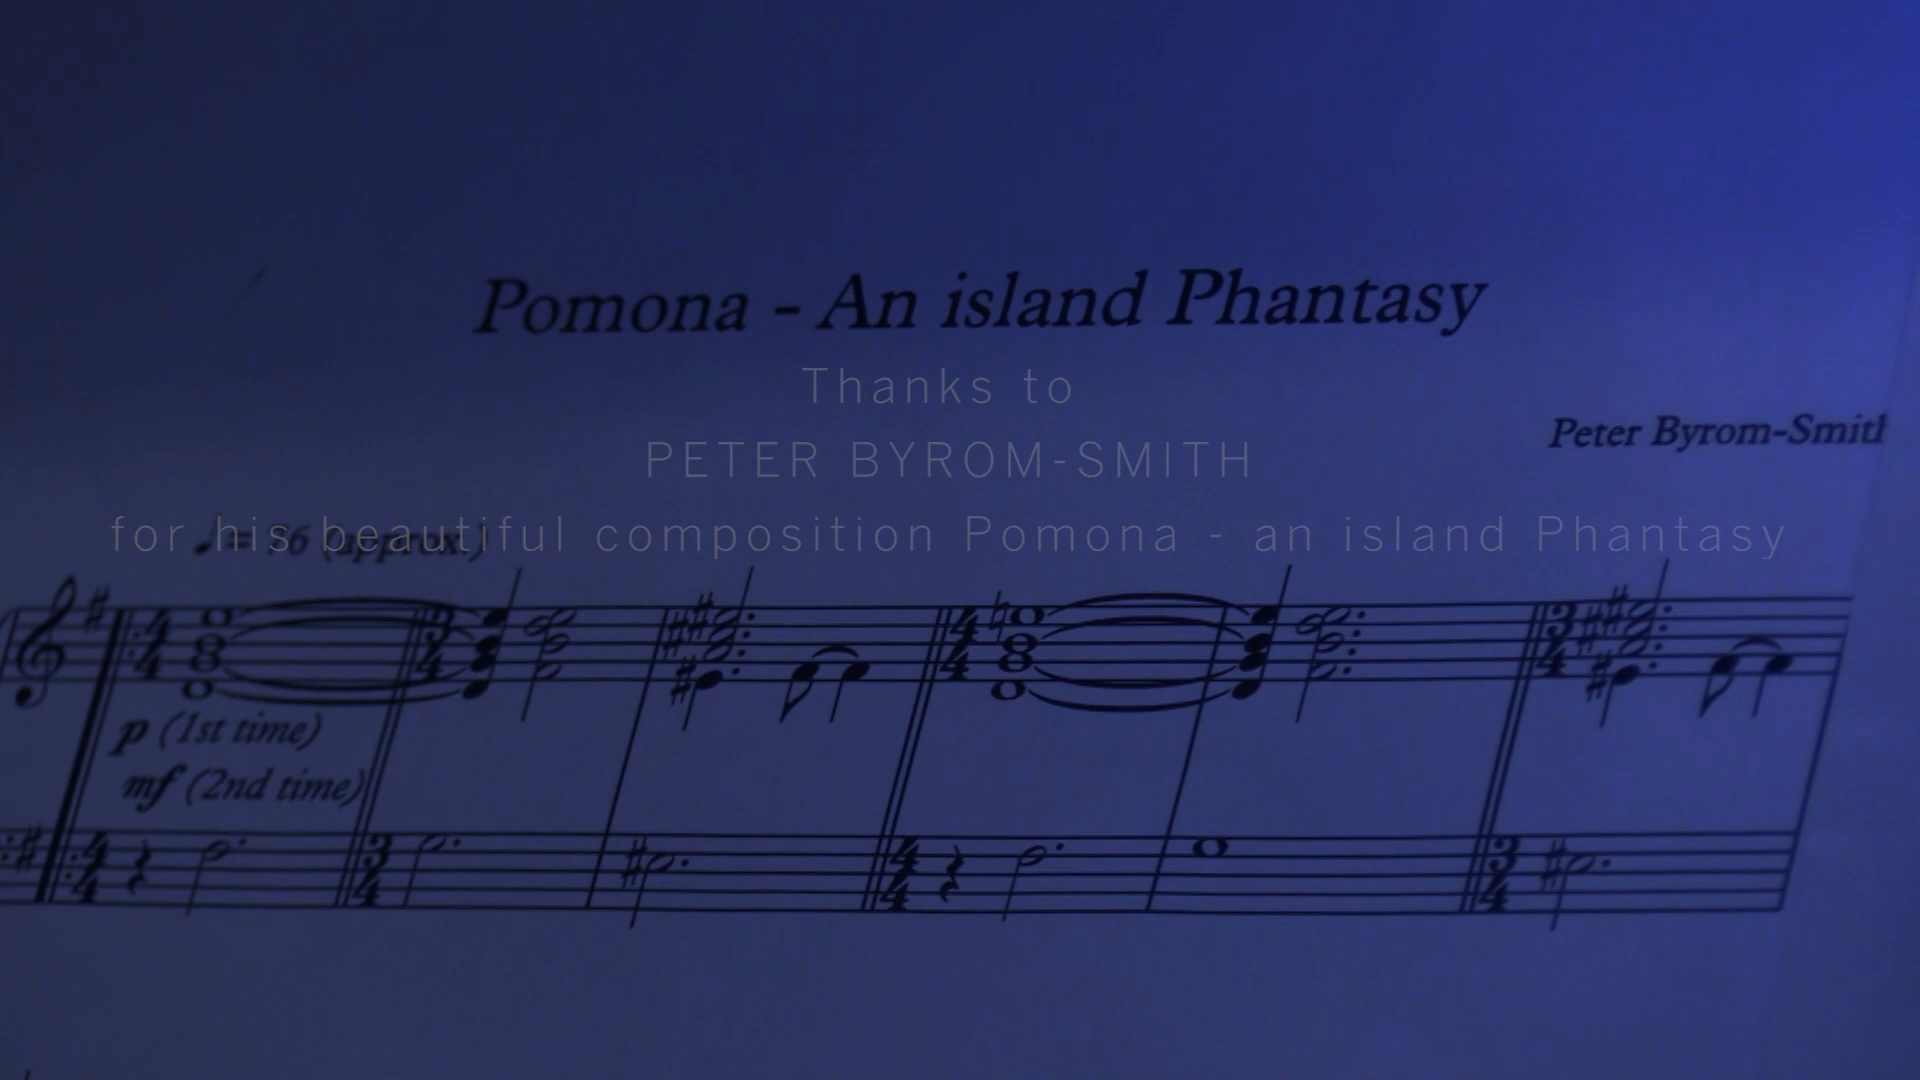 Pomona - An island Phantasy
Thanks to
Peter Byrom-Smith
PETER BYROM-SMITH
for his beautiful composition Pomona - an island Phantasy
(approx.)
p (1st time)
mf (2nd time)